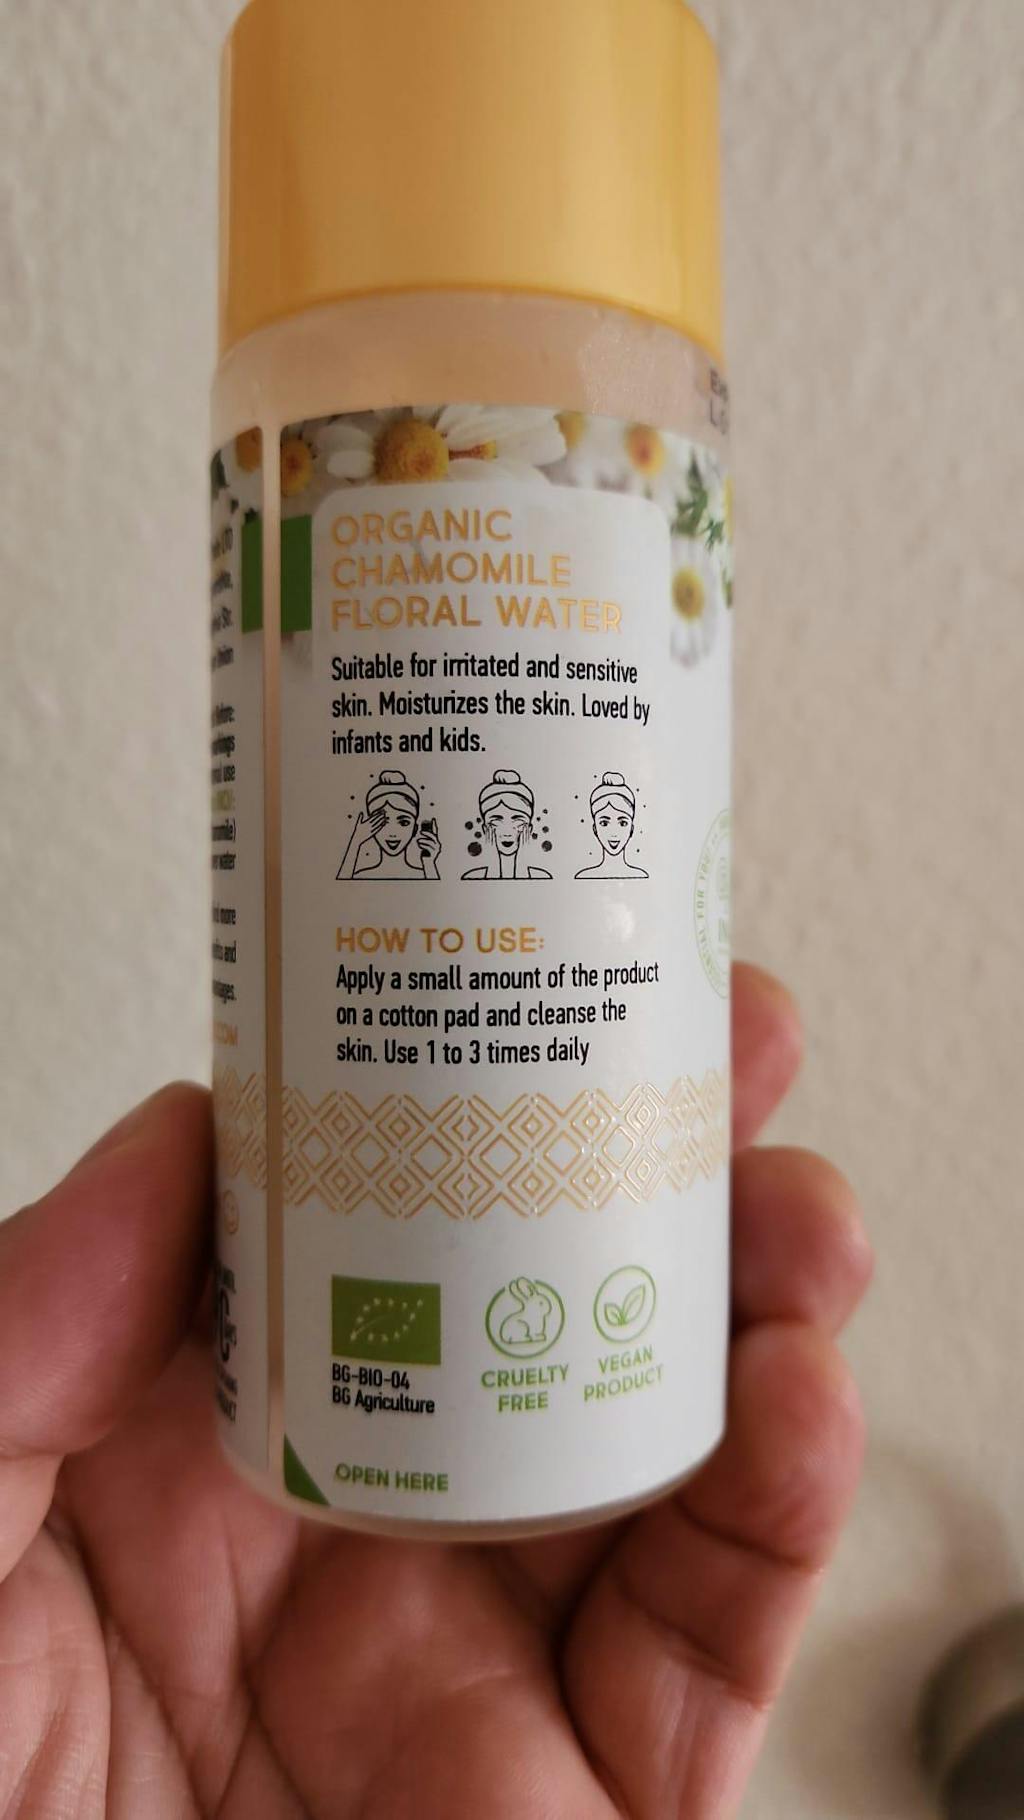 ORGANIC
CHAMOMILE
FLORAL WATER
Suitable for irritated and sensitive
skin. Moisturizes the skin. Loved by
infants and kids.
HOW TO USE:
Apply a small amount of the product
on a cotton pad and cleanse the
skin. Use 1 to 3 times daily
BG-BIO-04
BG Agriculture
CRUELTY
FREE
VEGAN
PRODUCT
OPEN HERE